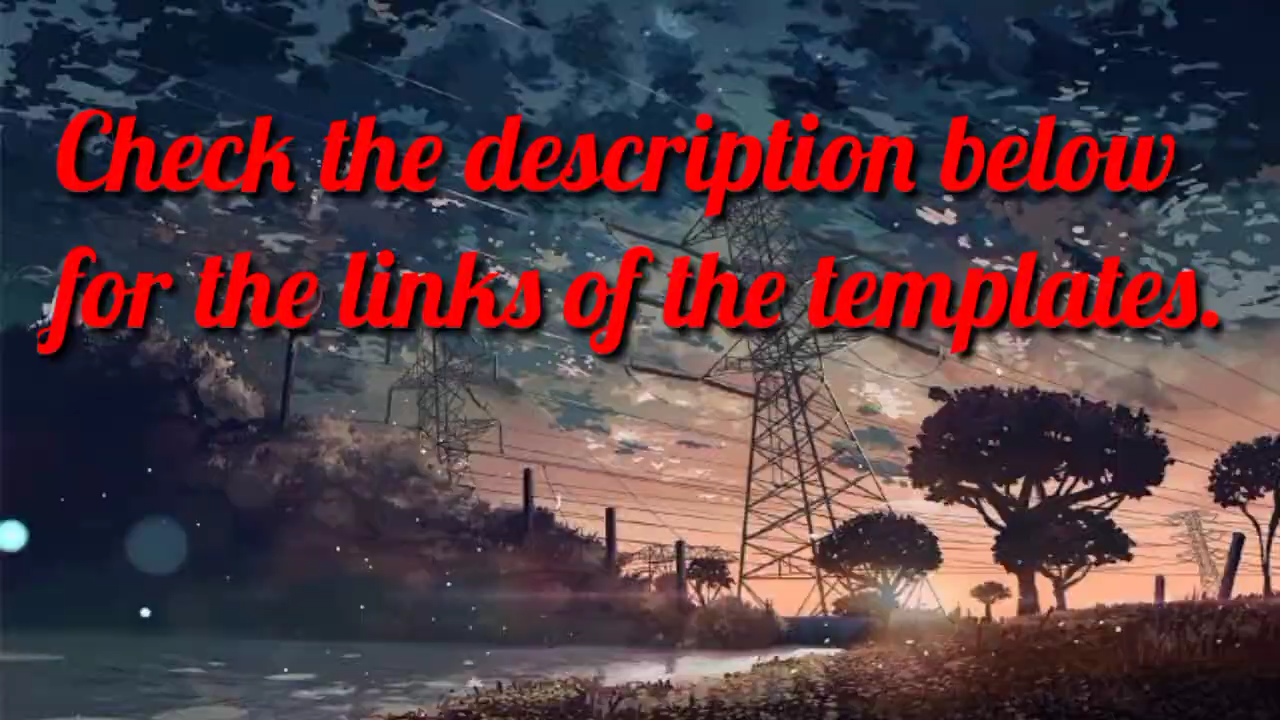 Check the description below
for the links of the templates.